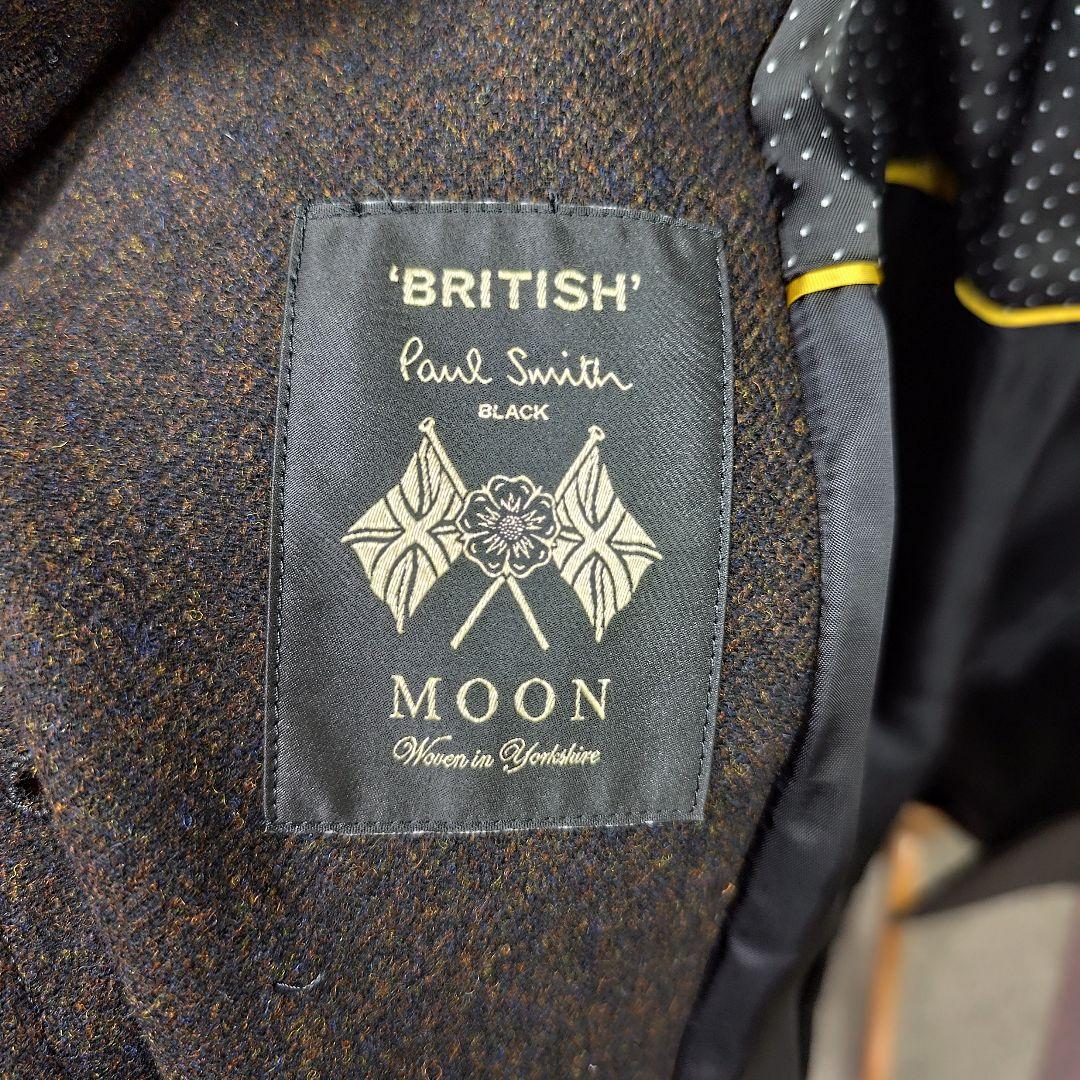 ‘BRITISH’
Paul Smith
BLACK
MOON
Woven in Yorkshire